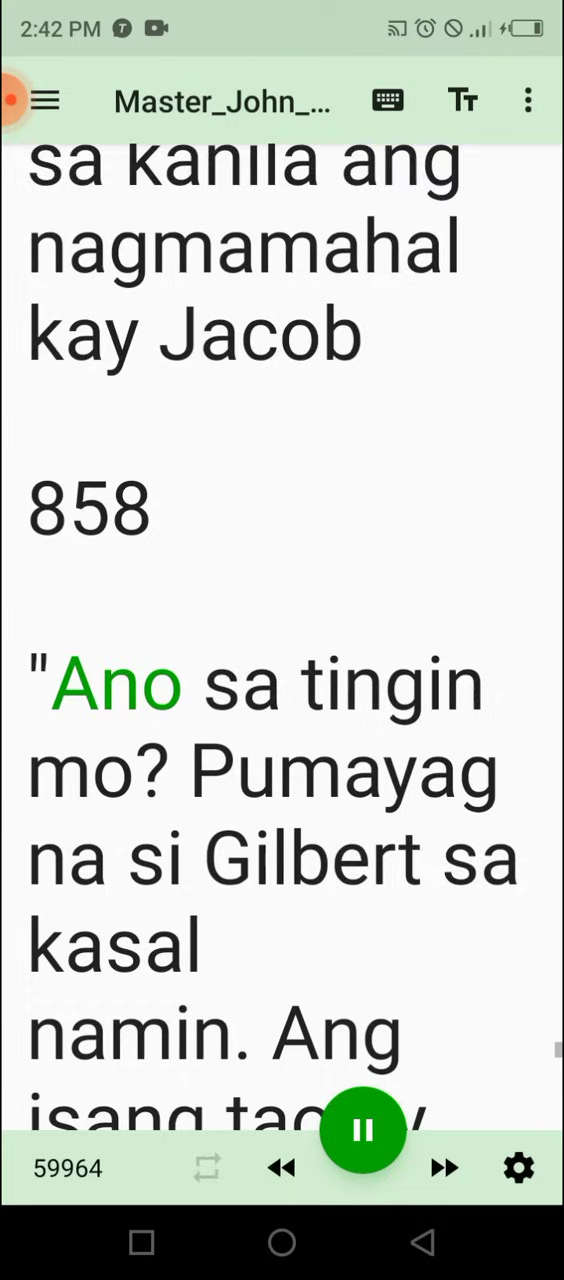 2:42 PM
Master_John_...
sa kanila ang
nagmamahal
kay Jacob
858
"Ano sa tingin
mo? Pumayag
na si Gilbert sa
kasal
namin. Ang
isang
59964